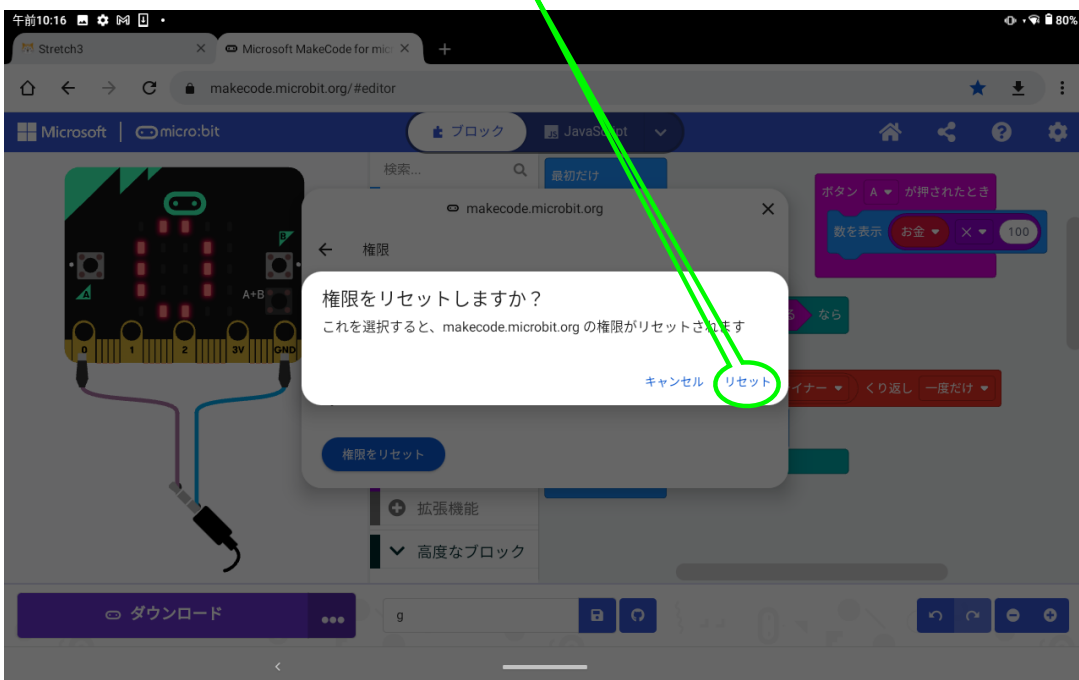 午前10:16
80%
Stretch3
Microsoft MakeCode for mic
makecode.microbit.org/#editor
Microsoft
micro:bit
ブロック
JS
JavaScript
検索...
最初だけ
ボタン A が押されたとき
数を表示 お金 × 100
なら
イナー くり返し 一度だけ
makecode.microbit.org
権限
権限をリセットしますか？
これを選択すると、makecode.microbit.org の権限がリセットされます
キャンセル リセット
権限をリセット
A
B
A+B
0 1 2 3V GND
拡張機能
高度なブロック
ダウンロード
g